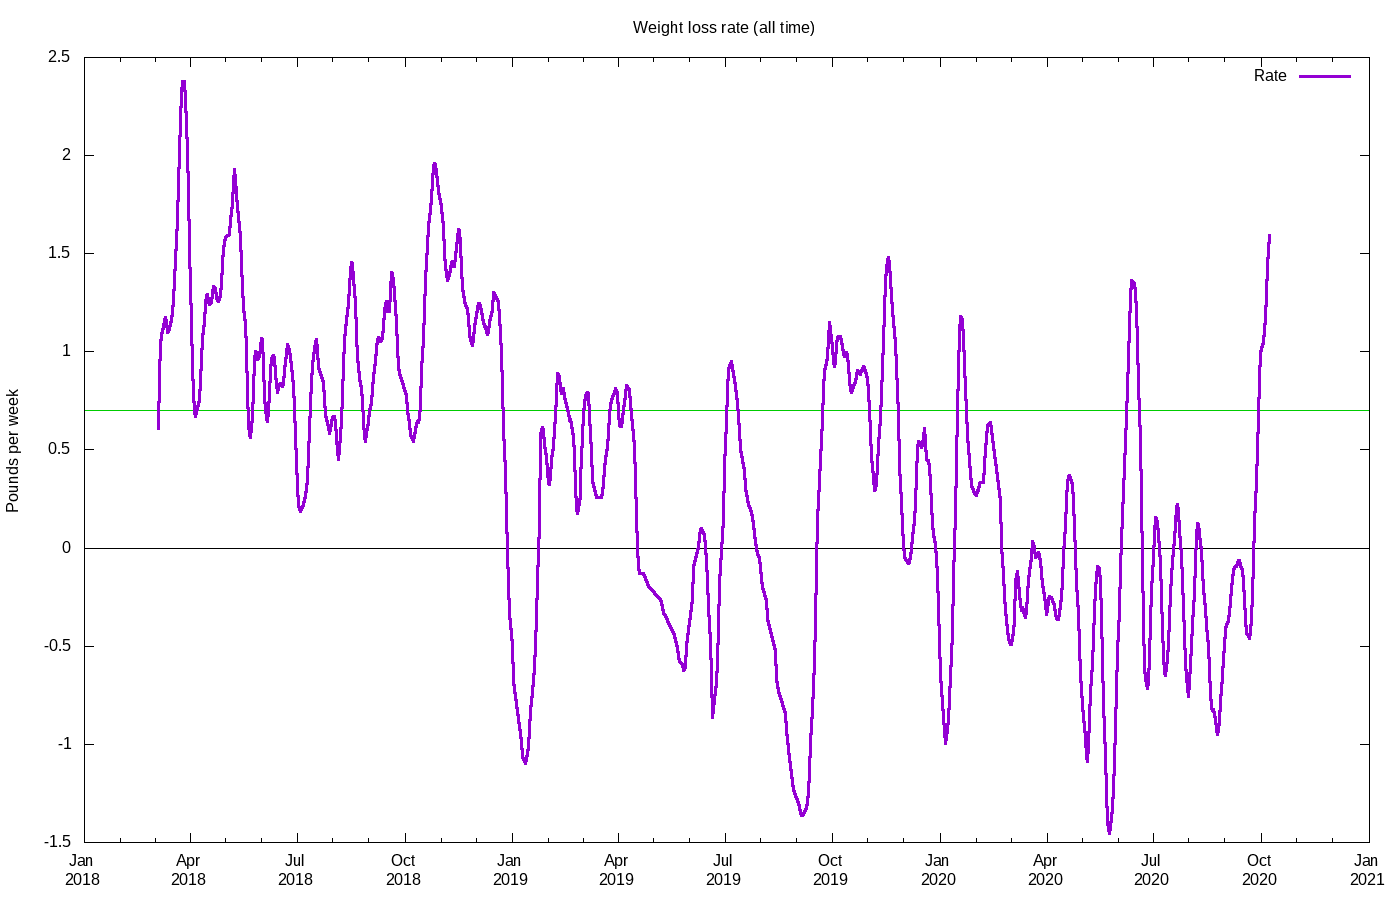 Weight loss rate (all time)
Rate
Pounds per week
2.5
2
1.5
1
0.5
0
-0.5
-1
-1.5
Jan Apr Jul Oct Jan Apr Jul Oct Jan Apr Jul Oct Jan
2018 2018 2018 2018 2019 2019 2019 2019 2020 2020 2020 2020 2021